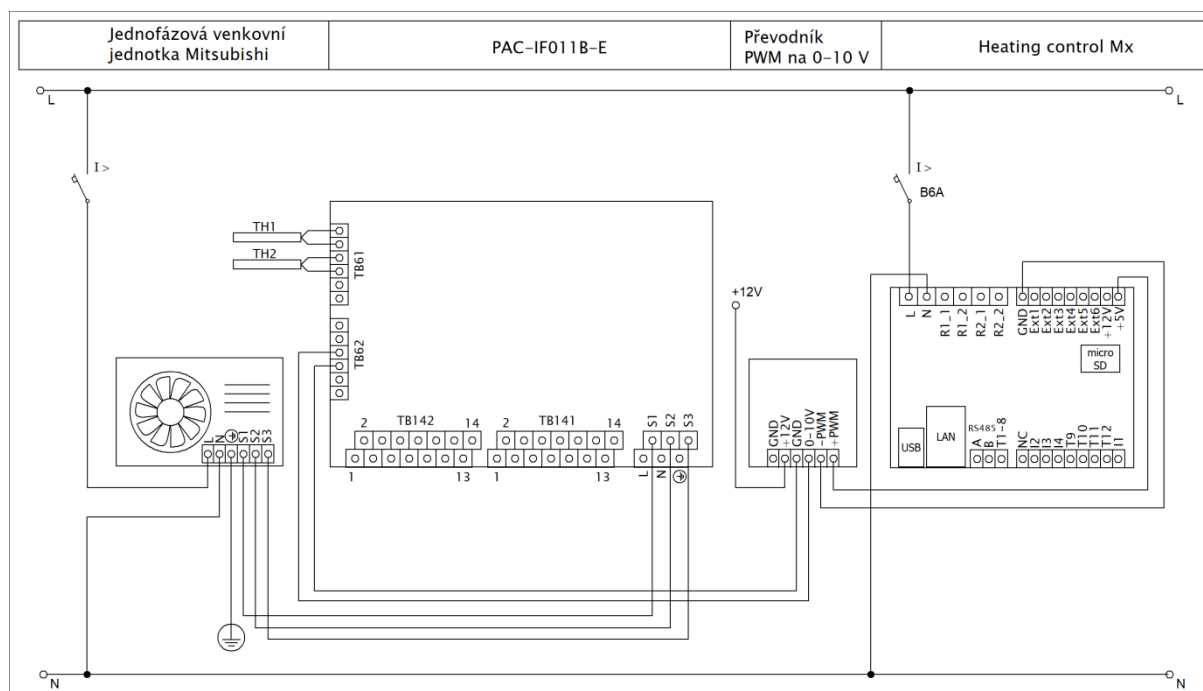 Jednofázová venkovní
jednotka Mitsubishi
PAC-IF011B-E
Převodník
PWM na 0-10 V
Heating control Mx
L
L
I >
I >
B6A
TH1
TH2
TB61
TB62
+12V
L
N
R1_1
R1_2
R2_1
R2_2
GND
Ext1
Ext2
Ext3
Ext4
Ext5
Ext6
+12V
+5V
micro
SD
USB
LAN
RS485
A
B
T1-8
NC
I2
I3
I4
T9
T10
T11
T12
I1
L
N
S1
S2
S3
2
TB142
14
1
13
2
TB141
14
1
13
S1
S2
S3
L
N
GND
+12V
GND
0-10V
-PWM
+PWM
N
N